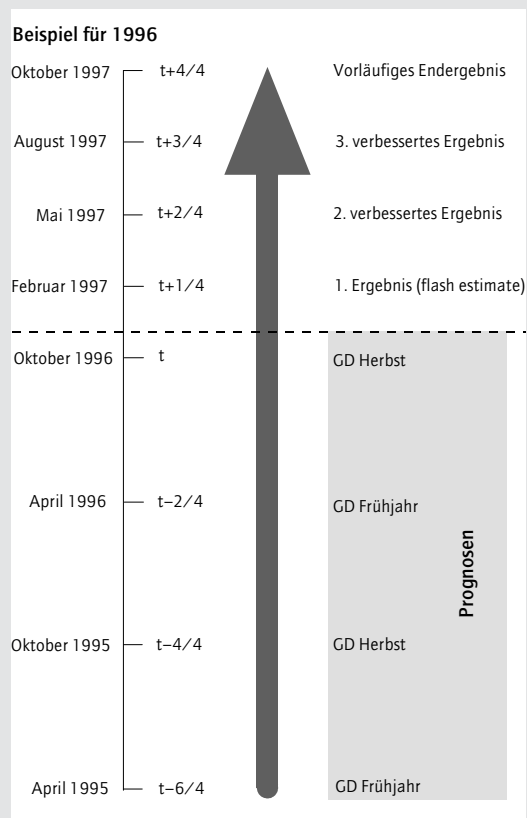 Beispiel für 1996
Oktober 1997 t+4/4 Vorläufiges Endergebnis
August 1997 t+3/4 3. verbessertes Ergebnis
Mai 1997 t+2/4 2. verbessertes Ergebnis
Februar 1997 t+1/4 1. Ergebnis (flash estimate)
Oktober 1996 t GD Herbst
April 1996 t–2/4 GD Frühjahr
Prognosen
Oktober 1995 t–4/4 GD Herbst
April 1995 t–6/4 GD Frühjahr